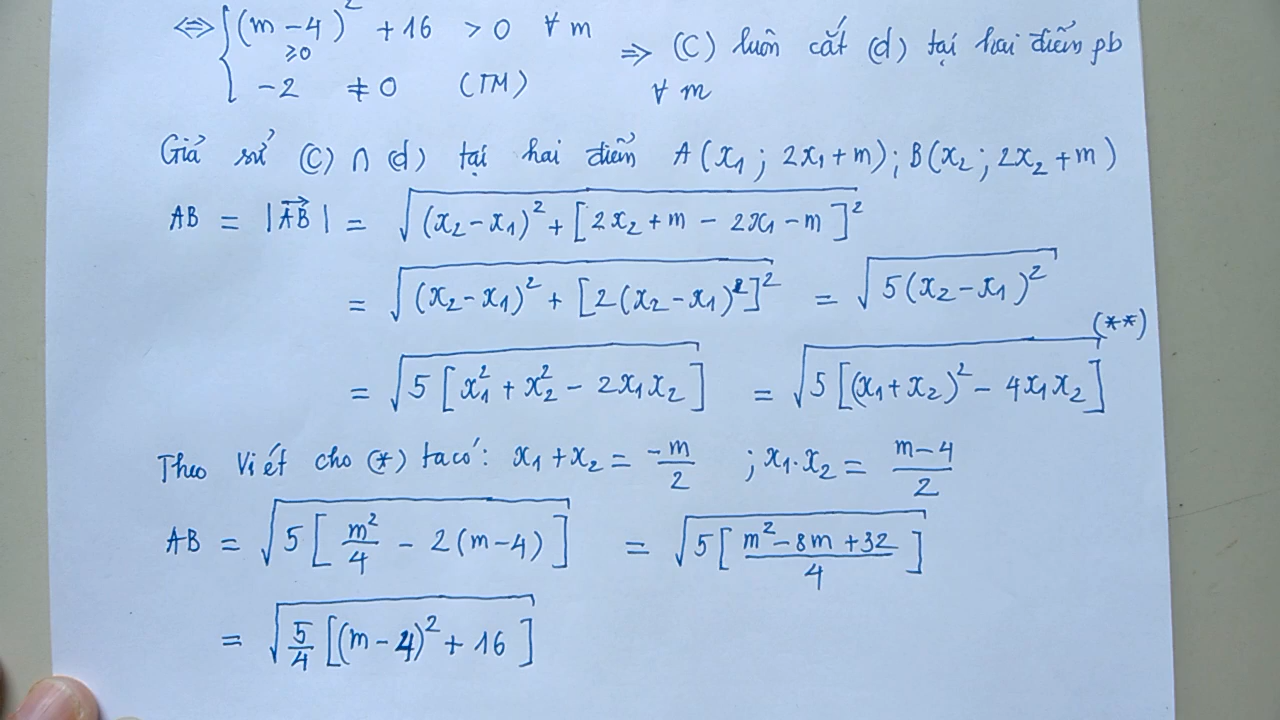 ⇔ { (m - 4)² + 16 > 0 ∀ m
≥0
-2 ≠ 0 (TM)
⇒ (C) luôn cắt (d) tại hai điểm pb
∀ m
Giả sử (C) ∩ (d) tại hai điểm A(x₁ ; 2x₁ + m) ; B(x₂ ; 2x₂ + m)
AB = |\overrightarrow{AB}| = √((x₂ - x₁)² + [2x₂ + m - 2x₁ - m]²)
= √((x₂ - x₁)² + [2(x₂ - x₁)²]²) = √(5(x₂ - x₁)²)
(**)
= √(5[x₁² + x₂² - 2x₁x₂]) = √(5[(x₁ + x₂)² - 4x₁x₂])
Theo Viét cho (*) ta có: x₁ + x₂ = -m/2 ; x₁.x₂ = (m-4)/2
AB = √(5[m²/4 - 2(m-4)]) = √(5[(m² - 8m + 32)/4])
= √(5/4[(m - 4)² + 16])